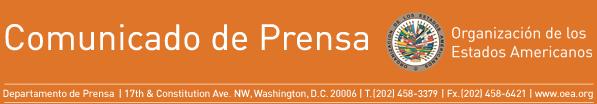 Comunicado de Prensa
Organización de los
Estados Americanos
Departamento de Prensa | 17th & Constitution Ave. NW, Washington, D.C. 20006 | T.(202) 458-3379 | Fx.(202) 458-6421 | www.oea.org